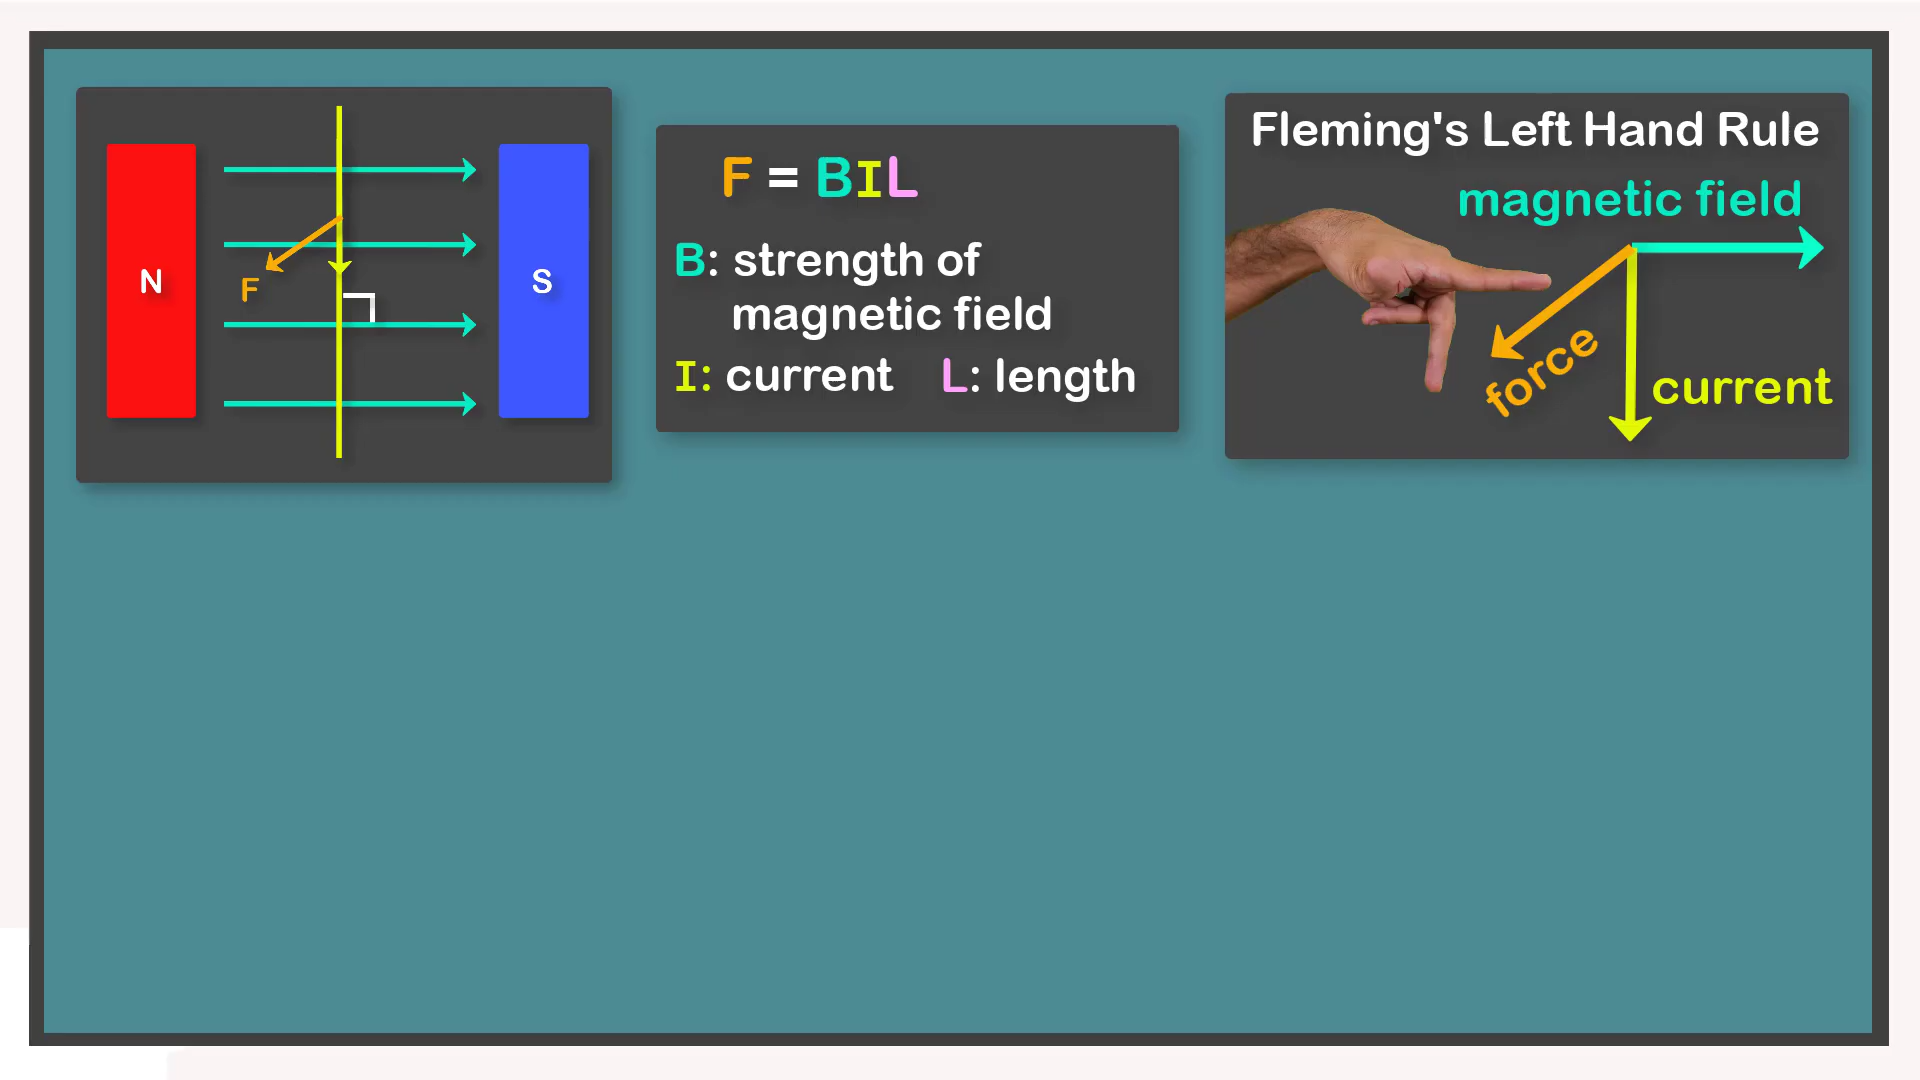 N
F
S
F = BIL
B: strength of
magnetic field
I: current L: length
Fleming's Left Hand Rule
magnetic field
force
current